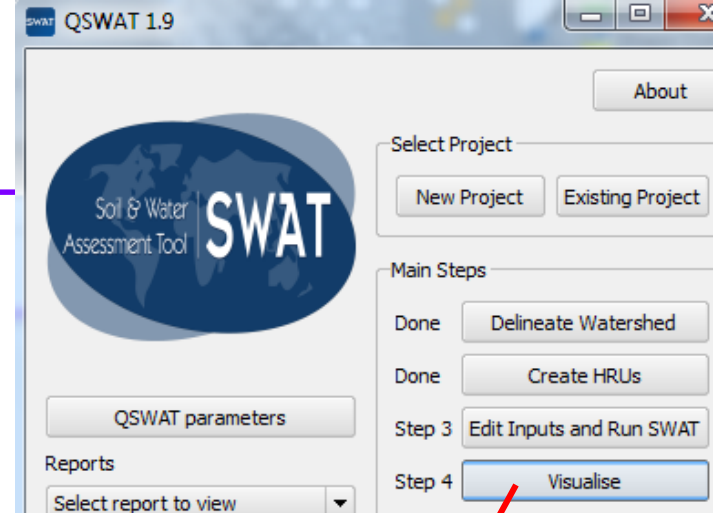 SWAT QSWAT 1.9
About
Select Project
New Project Existing Project
Soil & Water
Assessment Tool SWAT
Main Steps
Done Delineate Watershed
Done Create HRUs
QSWAT parameters
Step 3 Edit Inputs and Run SWAT
Reports
Step 4 Visualise
Select report to view